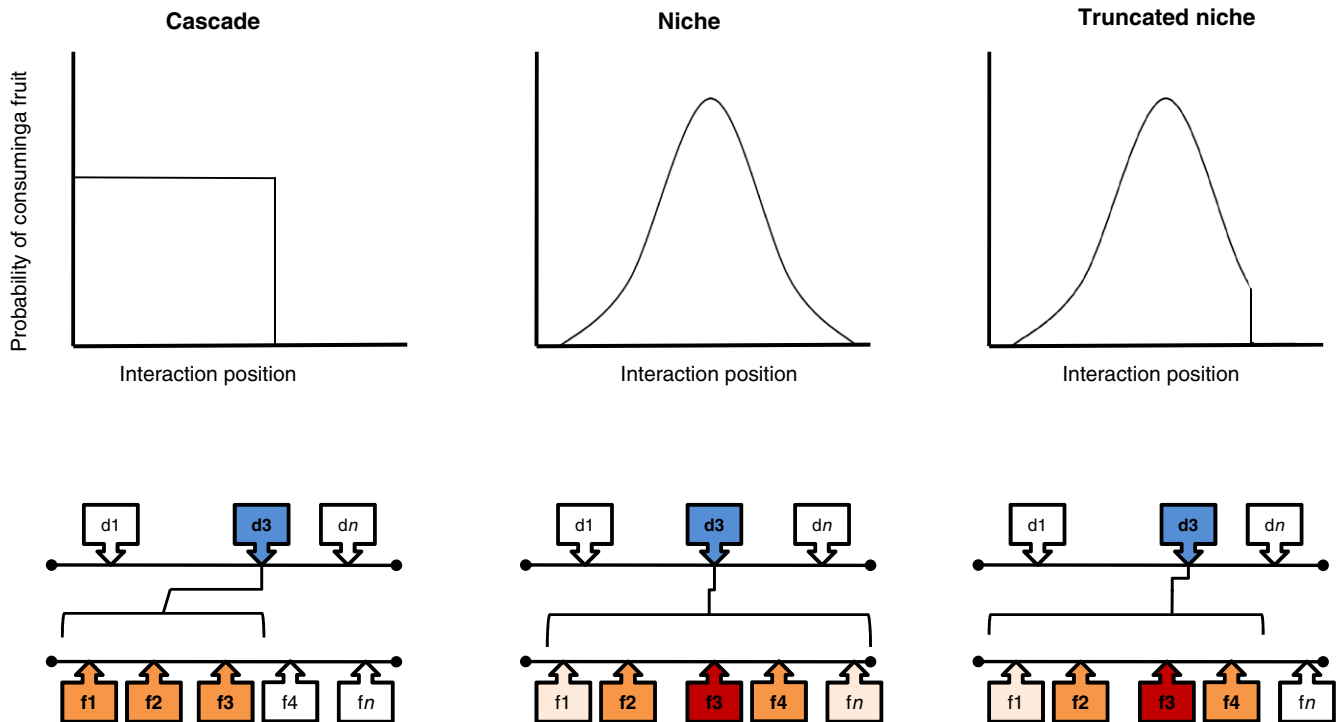 Cascade
Niche
Truncated niche
Probability of consuminga fruit
Interaction position
Interaction position
Interaction position
d1
d3
dn
d1
d3
dn
d1
d3
dn
f1
f2
f3
f4
fn
f1
f2
f3
f4
fn
f1
f2
f3
f4
fn